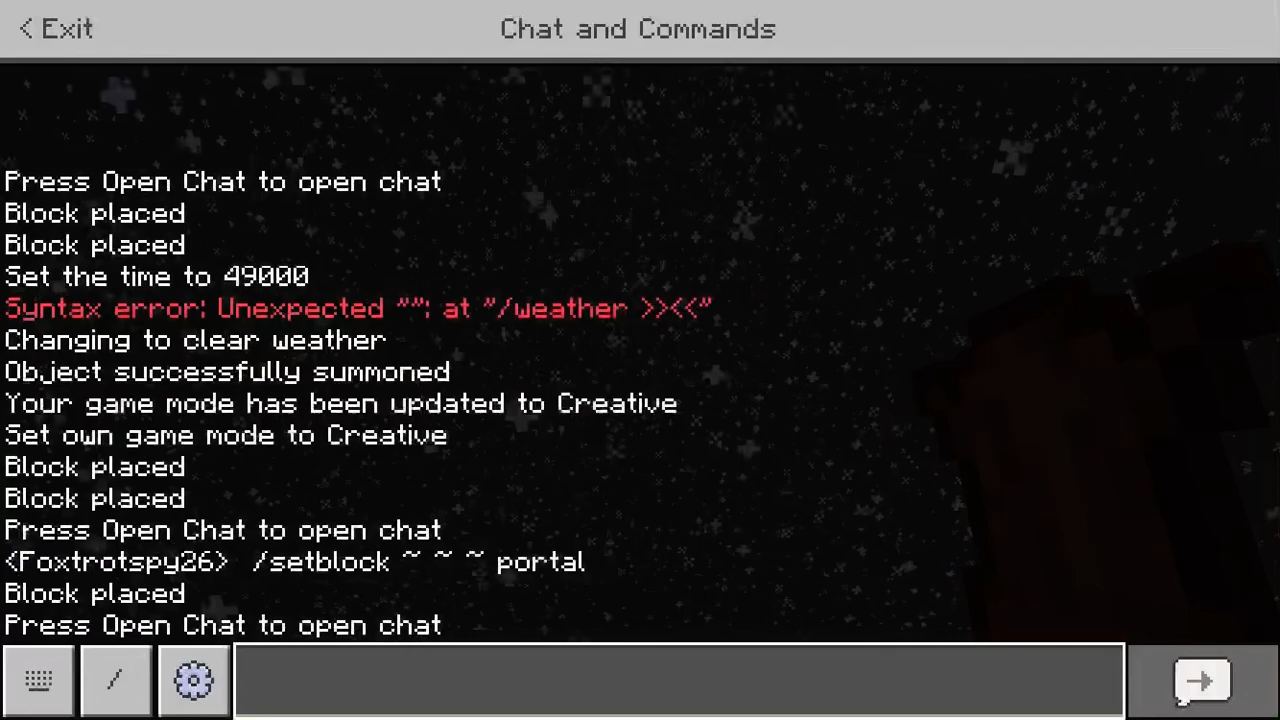 < Exit
Chat and Commands
Press Open Chat to open chat
Block placed
Block placed
Set the time to 49000
Syntax error: Unexpected "": at "/weather >><<"
Changing to clear weather
Object successfully summoned
Your game mode has been updated to Creative
Set own game mode to Creative
Block placed
Block placed
Press Open Chat to open chat
<Foxtrotspy26>  /setblock ~ ~ ~ portal
Block placed
Press Open Chat to open chat
/